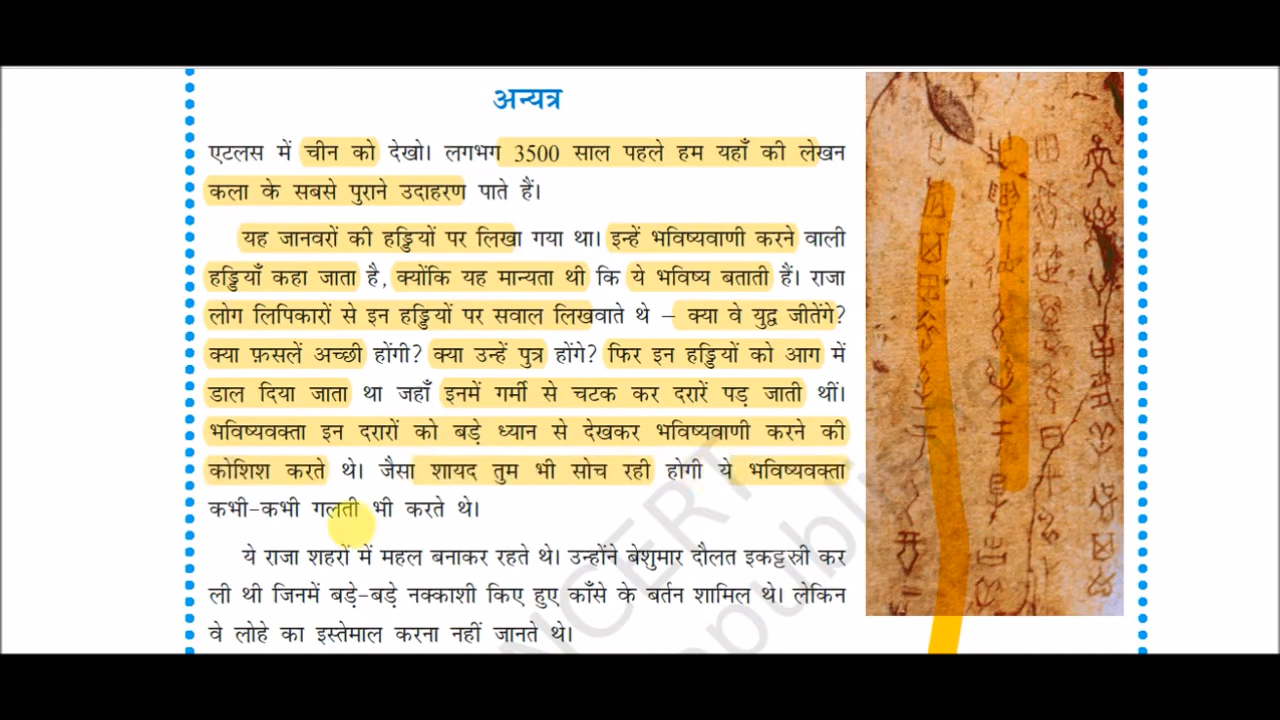 अन्यत्र
एटलस में चीन को देखो। लगभग 3500 साल पहले हम यहाँ की लेखन
कला के सबसे पुराने उदाहरण पाते हैं।
यह जानवरों की हड्डियों पर लिखा गया था। इन्हें भविष्यवाणी करने वाली
हड्डियाँ कहा जाता है, क्योंकि यह मान्यता थी कि ये भविष्य बताती हैं। राजा
लोग लिपिकारों से इन हड्डियों पर सवाल लिखवाते थे – क्या वे युद्ध जीतेंगे?
क्या फ़सलें अच्छी होंगी? क्या उन्हें पुत्र होंगे? फिर इन हड्डियों को आग में
डाल दिया जाता था जहाँ इनमें गर्मी से चटक कर दरारें पड़ जाती थीं।
भविष्यवक्ता इन दरारों को बड़े ध्यान से देखकर भविष्यवाणी करने की
कोशिश करते थे। जैसा शायद तुम भी सोच रही होगी ये भविष्यवक्ता
कभी-कभी गलती भी करते थे।
ये राजा शहरों में महल बनाकर रहते थे। उन्होंने बेशुमार दौलत इकट्टस्री कर
ली थी जिनमें बड़े-बड़े नक्काशी किए हुए काँसे के बर्तन शामिल थे। लेकिन
वे लोहे का इस्तेमाल करना नहीं जानते थे।
NCERT